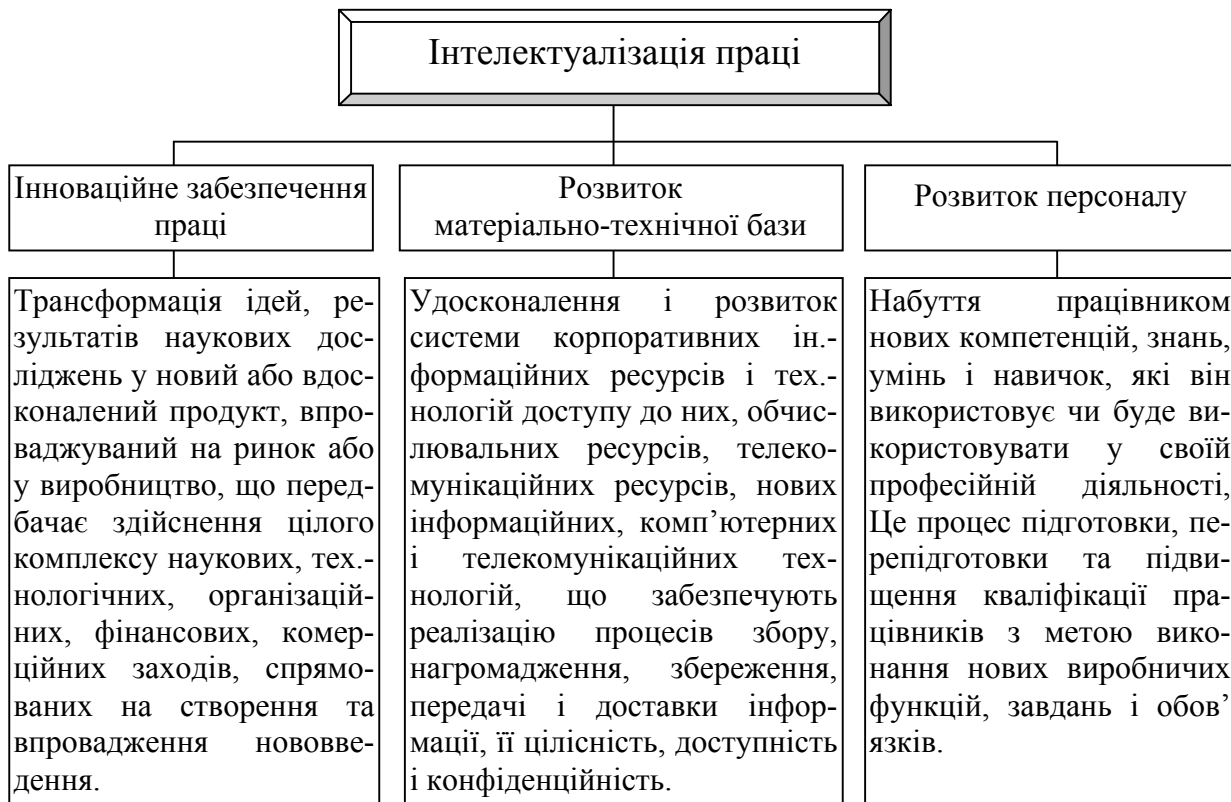 Інтелектуалізація праці
Інноваційне забезпечення
праці
Розвиток
матеріально-технічної бази
Розвиток персоналу
Трансформація ідей, ре-
зультатів наукових дос-
ліджень у новий або вдос-
коналений продукт, впро-
ваджуваний на ринок або
у виробництво, що перед-
бачає здійснення цілого
комплексу наукових, тех.-
нологічних, організацій-
них, фінансових, комер-
ційних заходів, спрямо-
ваних на створення та
впровадження нововве-
дення.
Удосконалення і розвиток
системи корпоративних ін.-
формаційних ресурсів і тех.-
нологій доступу до них, обчис-
лювальних ресурсів, телеко-
мунікаційних ресурсів, нових
інформаційних, комп’ютерних
і телекомунікаційних тех-
нологій, що забезпечують
реалізацію процесів збору,
нагромадження, збереження,
передачі і доставки інфор-
мації, її цілісність, доступність
і конфіденційність.
Набуття працівником
нових компетенцій, знань,
умінь і навичок, які він
використовує чи буде ви-
користовувати у своїй
професійній діяльності,
Це процес підготовки, пе-
репідготовки та підви-
щення кваліфікації пра-
цівників з метою вико-
нання нових виробничих
функцій, завдань і обов’
язків.